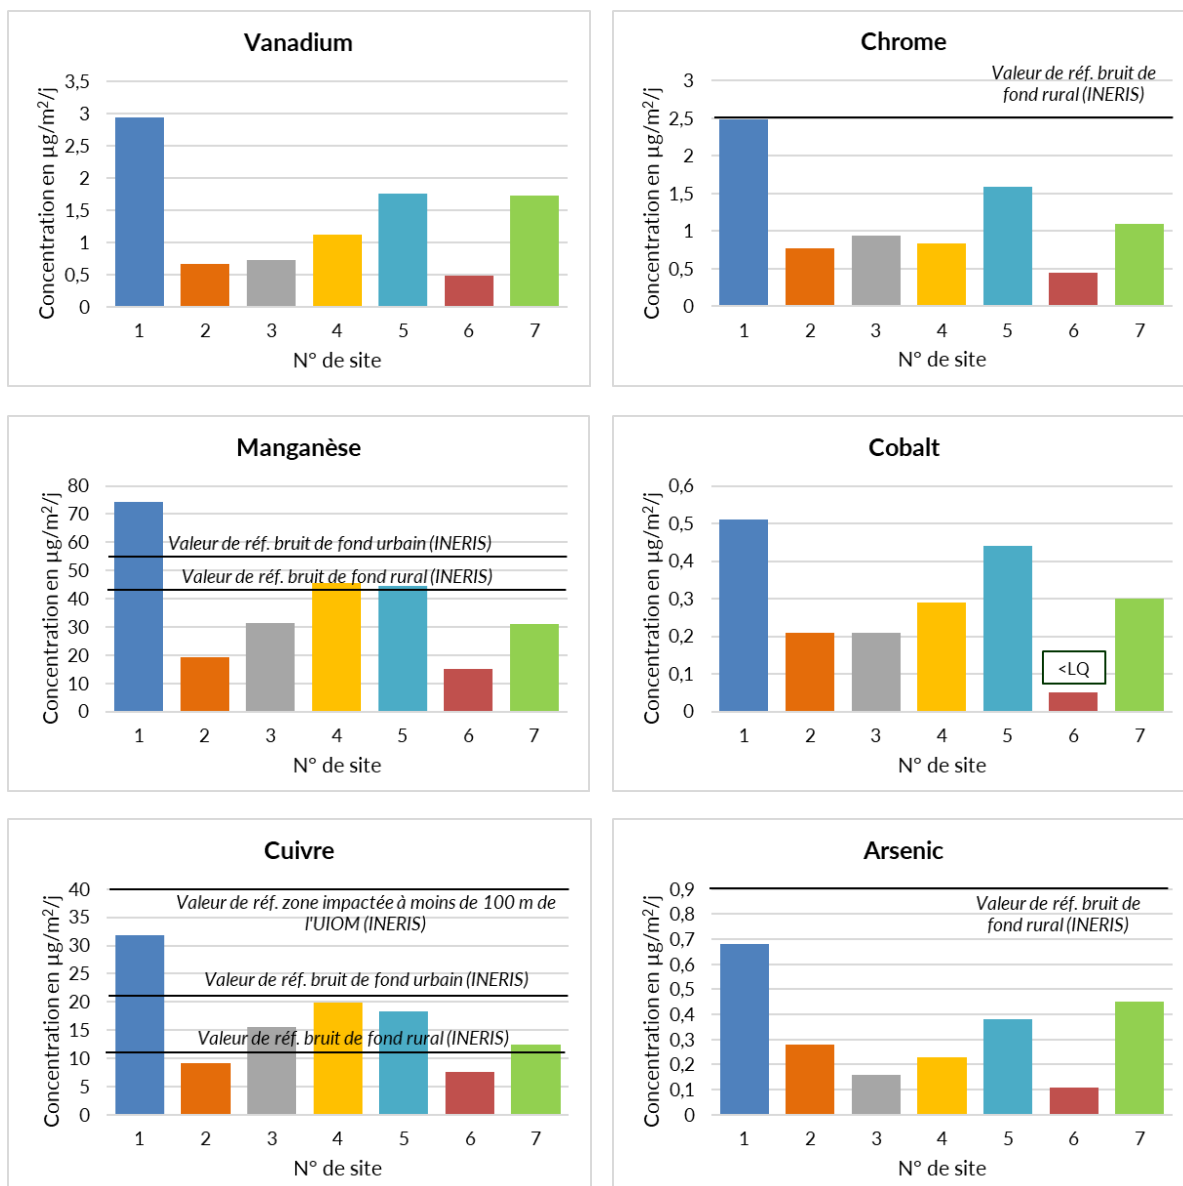 Vanadium
Concentration en µg/m²/j
3,5
3
2,5
2
1,5
1
0,5
0
1 2 3 4 5 6 7
N° de site
Chrome
Valeur de réf. bruit de
fond rural (INERIS)
Concentration en µg/m²/j
3
2,5
2
1,5
1
0,5
0
1 2 3 4 5 6 7
N° de site
Manganèse
Concentration en µg/m²/j
80
70
60
50
40
30
20
10
0
Valeur de réf. bruit de fond urbain (INERIS)
Valeur de réf. bruit de fond rural (INERIS)
1 2 3 4 5 6 7
N° de site
Cobalt
Concentration en µg/m²/j
0,6
0,5
0,4
0,3
0,2
0,1
0
<LQ
1 2 3 4 5 6 7
N° de site
Cuivre
Concentration en µg/m²/j
40
35
30
25
20
15
10
5
0
Valeur de réf. zone impactée à moins de 100 m de
l'UIOM (INERIS)
Valeur de réf. bruit de fond urbain (INERIS)
Valeur de réf. bruit de fond rural (INERIS)
1 2 3 4 5 6 7
N° de site
Arsenic
Concentration en µg/m²/j
0,9
0,8
0,7
0,6
0,5
0,4
0,3
0,2
0,1
0
Valeur de réf. bruit de
fond rural (INERIS)
1 2 3 4 5 6 7
N° de site